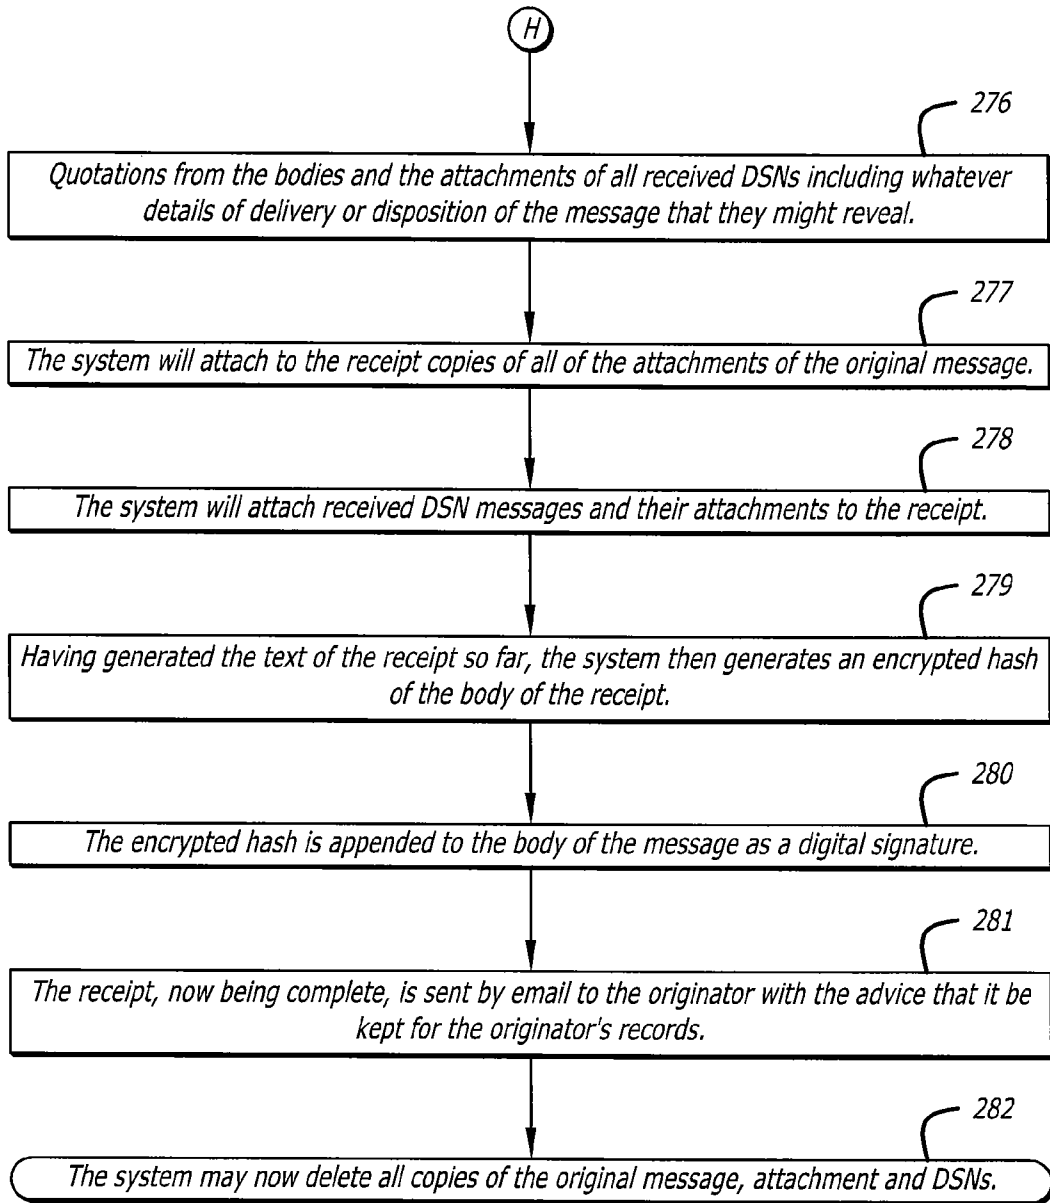 H
276
Quotations from the bodies and the attachments of all received DSNs including whatever
details of delivery or disposition of the message that they might reveal.
277
The system will attach to the receipt copies of all of the attachments of the original message.
278
The system will attach received DSN messages and their attachments to the receipt.
279
Having generated the text of the receipt so far, the system then generates an encrypted hash
of the body of the receipt.
280
The encrypted hash is appended to the body of the message as a digital signature.
281
The receipt, now being complete, is sent by email to the originator with the advice that it be
kept for the originator's records.
282
The system may now delete all copies of the original message, attachment and DSNs.